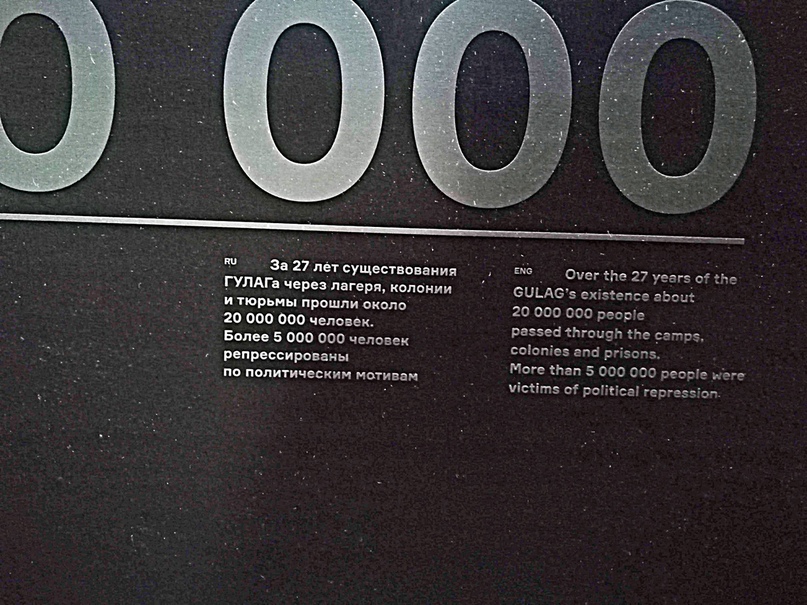 0 000
RU За 27 лет существования
ГУЛАГа через лагеря, колонии
и тюрьмы прошли около
20 000 000 человек.
Более 5 000 000 человек
репрессированы
по политическим мотивам
ENG Over the 27 years of the
GULAG's existence about
20 000 000 people
passed through the camps,
colonies and prisons.
More than 5 000 000 people were
victims of political repression.